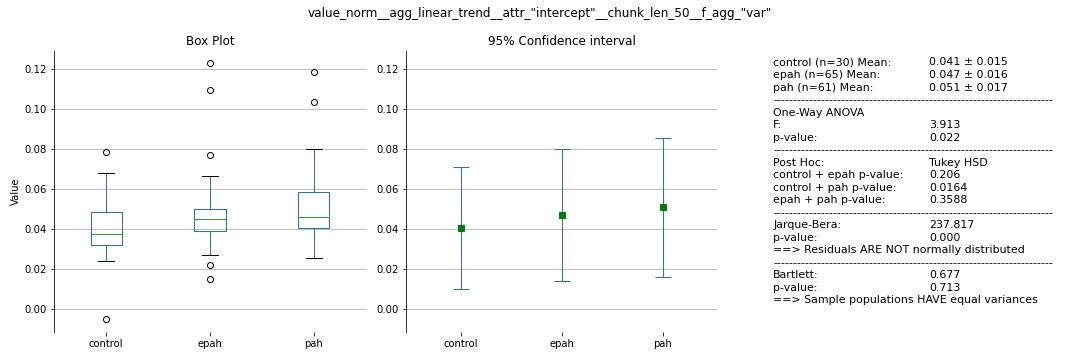 value_norm__agg_linear_trend__attr_"intercept"__chunk_len_50__f_agg_"var"
Box Plot
Value
0.12
0.10
0.08
0.06
0.04
0.02
0.00
control epah pah
95% Confidence interval
0.12
0.10
0.08
0.06
0.04
0.02
0.00
control epah pah
control (n=30) Mean: 0.041 ± 0.015
epah (n=65) Mean: 0.047 ± 0.016
pah (n=61) Mean: 0.051 ± 0.017
One-Way ANOVA
F: 3.913
p-value: 0.022
Post Hoc: Tukey HSD
control + epah p-value: 0.206
control + pah p-value: 0.0164
epah + pah p-value: 0.3588
Jarque-Bera: 237.817
p-value: 0.000
==> Residuals ARE NOT normally distributed
Bartlett: 0.677
p-value: 0.713
==> Sample populations HAVE equal variances